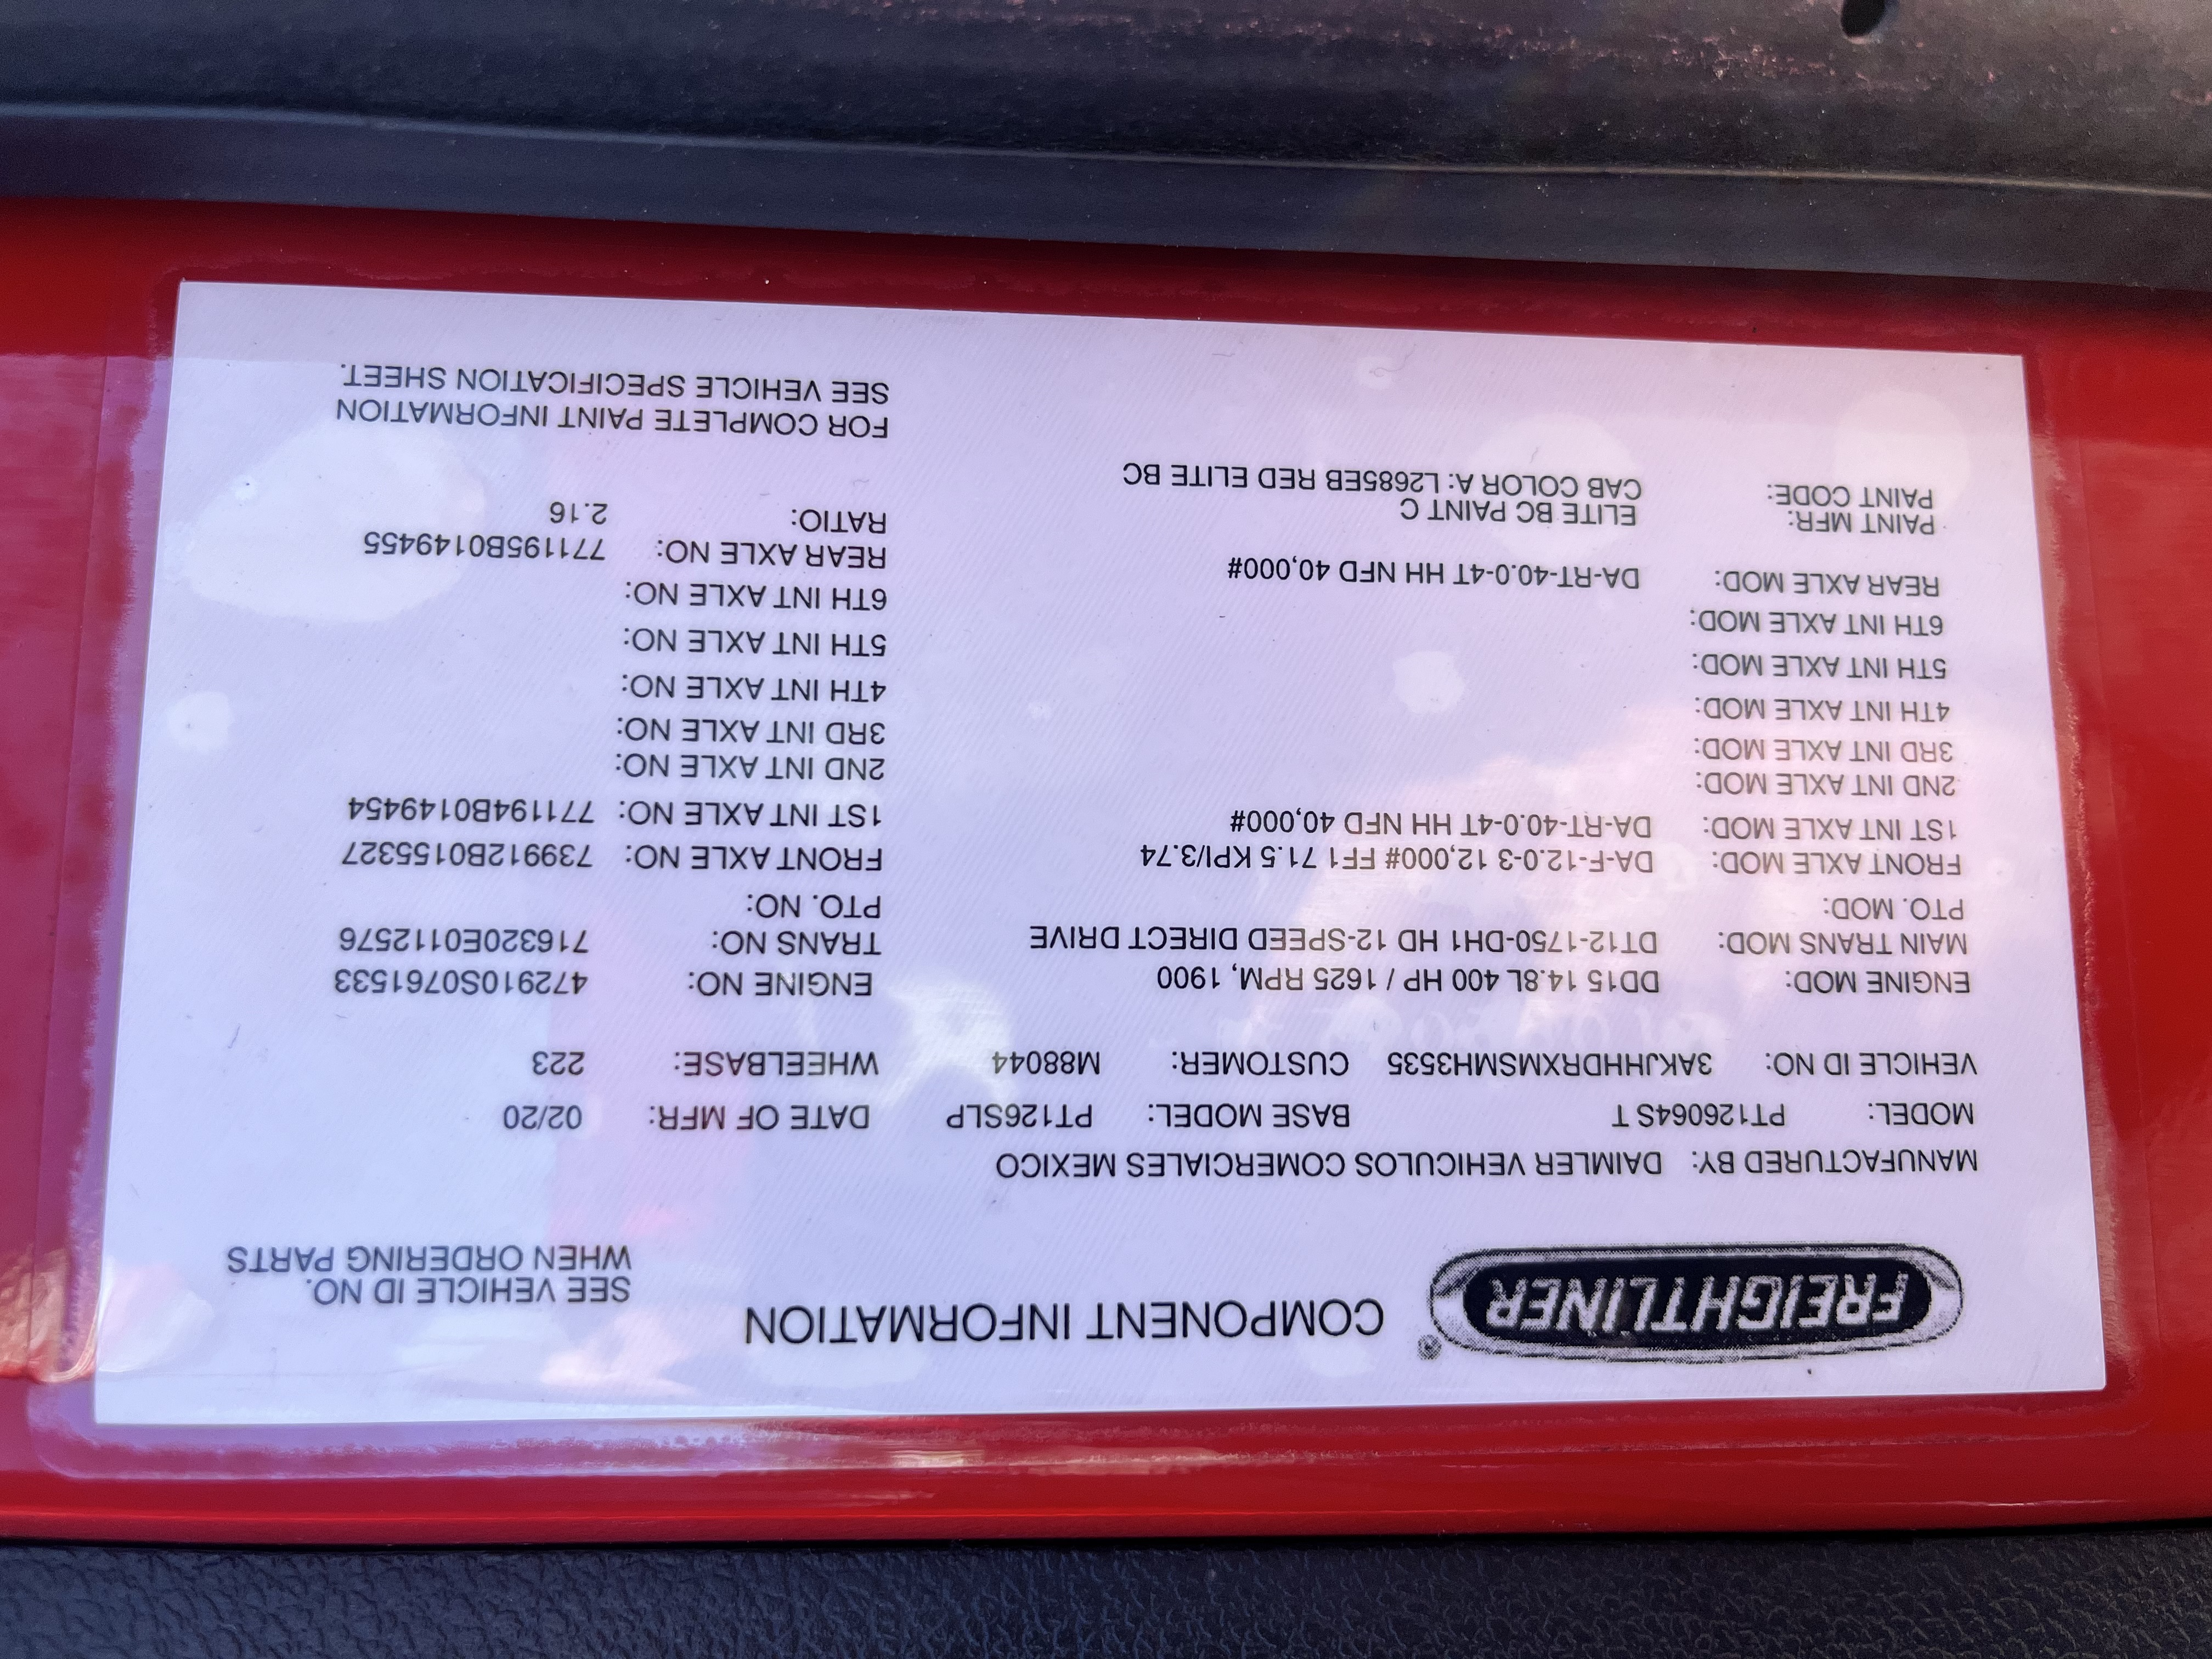 FREIGHTLINER® COMPONENT INFORMATION
SEE VEHICLE ID NO.
WHEN ORDERING PARTS
MANUFACTURED BY: DAIMLER VEHICULOS COMERCIALES MEXICO
MODEL: PT126064S T BASE MODEL: PT126SLP DATE OF MFR: 02/20
VEHICLE ID NO: 3AKJHHDRXMSMH3535 CUSTOMER: M88044 WHEELBASE: 223
ENGINE MOD: DD15 14.8L 400 HP / 1625 RPM, 1900 ENGINE NO: 472910S0761533
MAIN TRANS MOD: DT12-1750-DH1 HD 12-SPEED DIRECT DRIVE TRANS NO: 716320E0112576
PTO. MOD: PTO. NO:
FRONT AXLE MOD: DA-F-12.0-3 12,000# FF1 71.5 KPI/3.74 FRONT AXLE NO: 739912B0155327
1ST INT AXLE MOD: DA-RT-40.0-4T HH NFD 40,000# 1ST INT AXLE NO: 771194B0149454
2ND INT AXLE MOD: 2ND INT AXLE NO:
3RD INT AXLE MOD: 3RD INT AXLE NO:
4TH INT AXLE MOD: 4TH INT AXLE NO:
5TH INT AXLE MOD: 5TH INT AXLE NO:
6TH INT AXLE MOD: 6TH INT AXLE NO:
REAR AXLE MOD: DA-RT-40.0-4T HH NFD 40,000# REAR AXLE NO: 771195B0149455
RATIO: 2.16
PAINT MFR: ELITE BC PAINT C
PAINT CODE: CAB COLOR A: L2685EB RED ELITE BC
FOR COMPLETE PAINT INFORMATION
SEE VEHICLE SPECIFICATION SHEET.